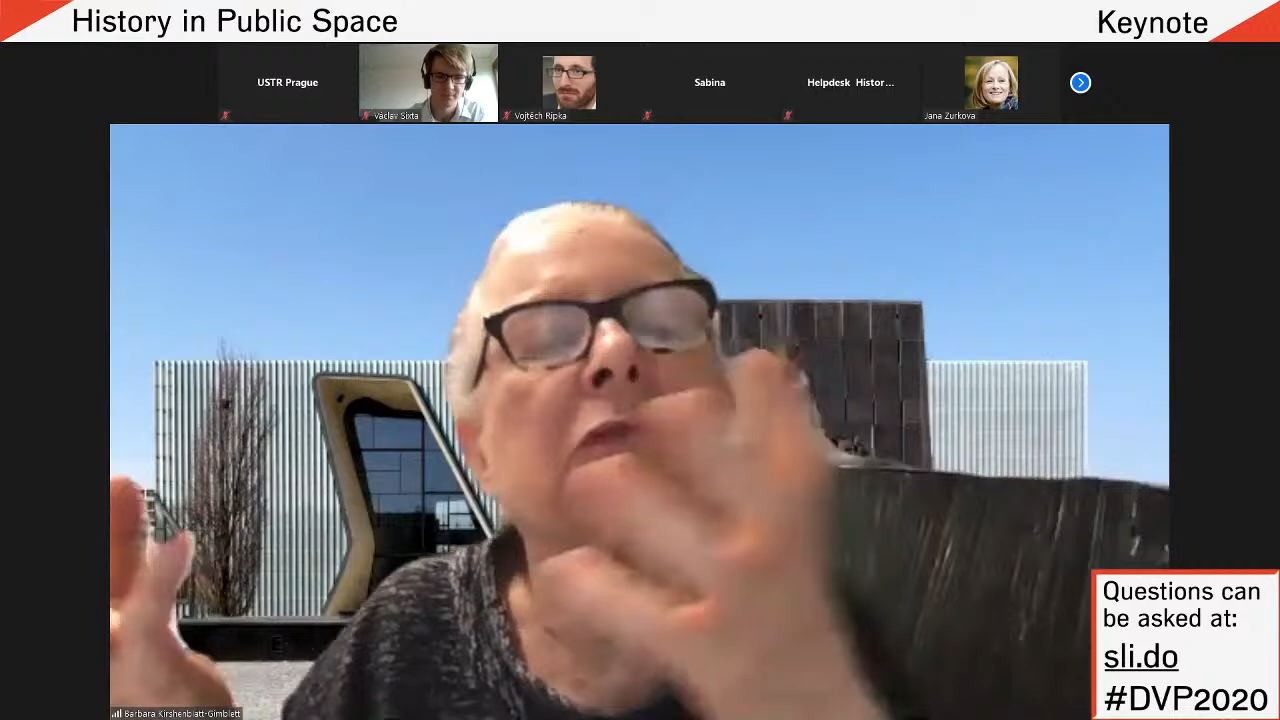 History in Public Space
Keynote
USTR Prague
Václav Sixta
Vojtěch Ripka
Sabina
Helpdesk Histor...
Jana Zurkova
Barbara Kirshenblatt-Gimblett
Questions can
be asked at:
sli.do
#DVP2020